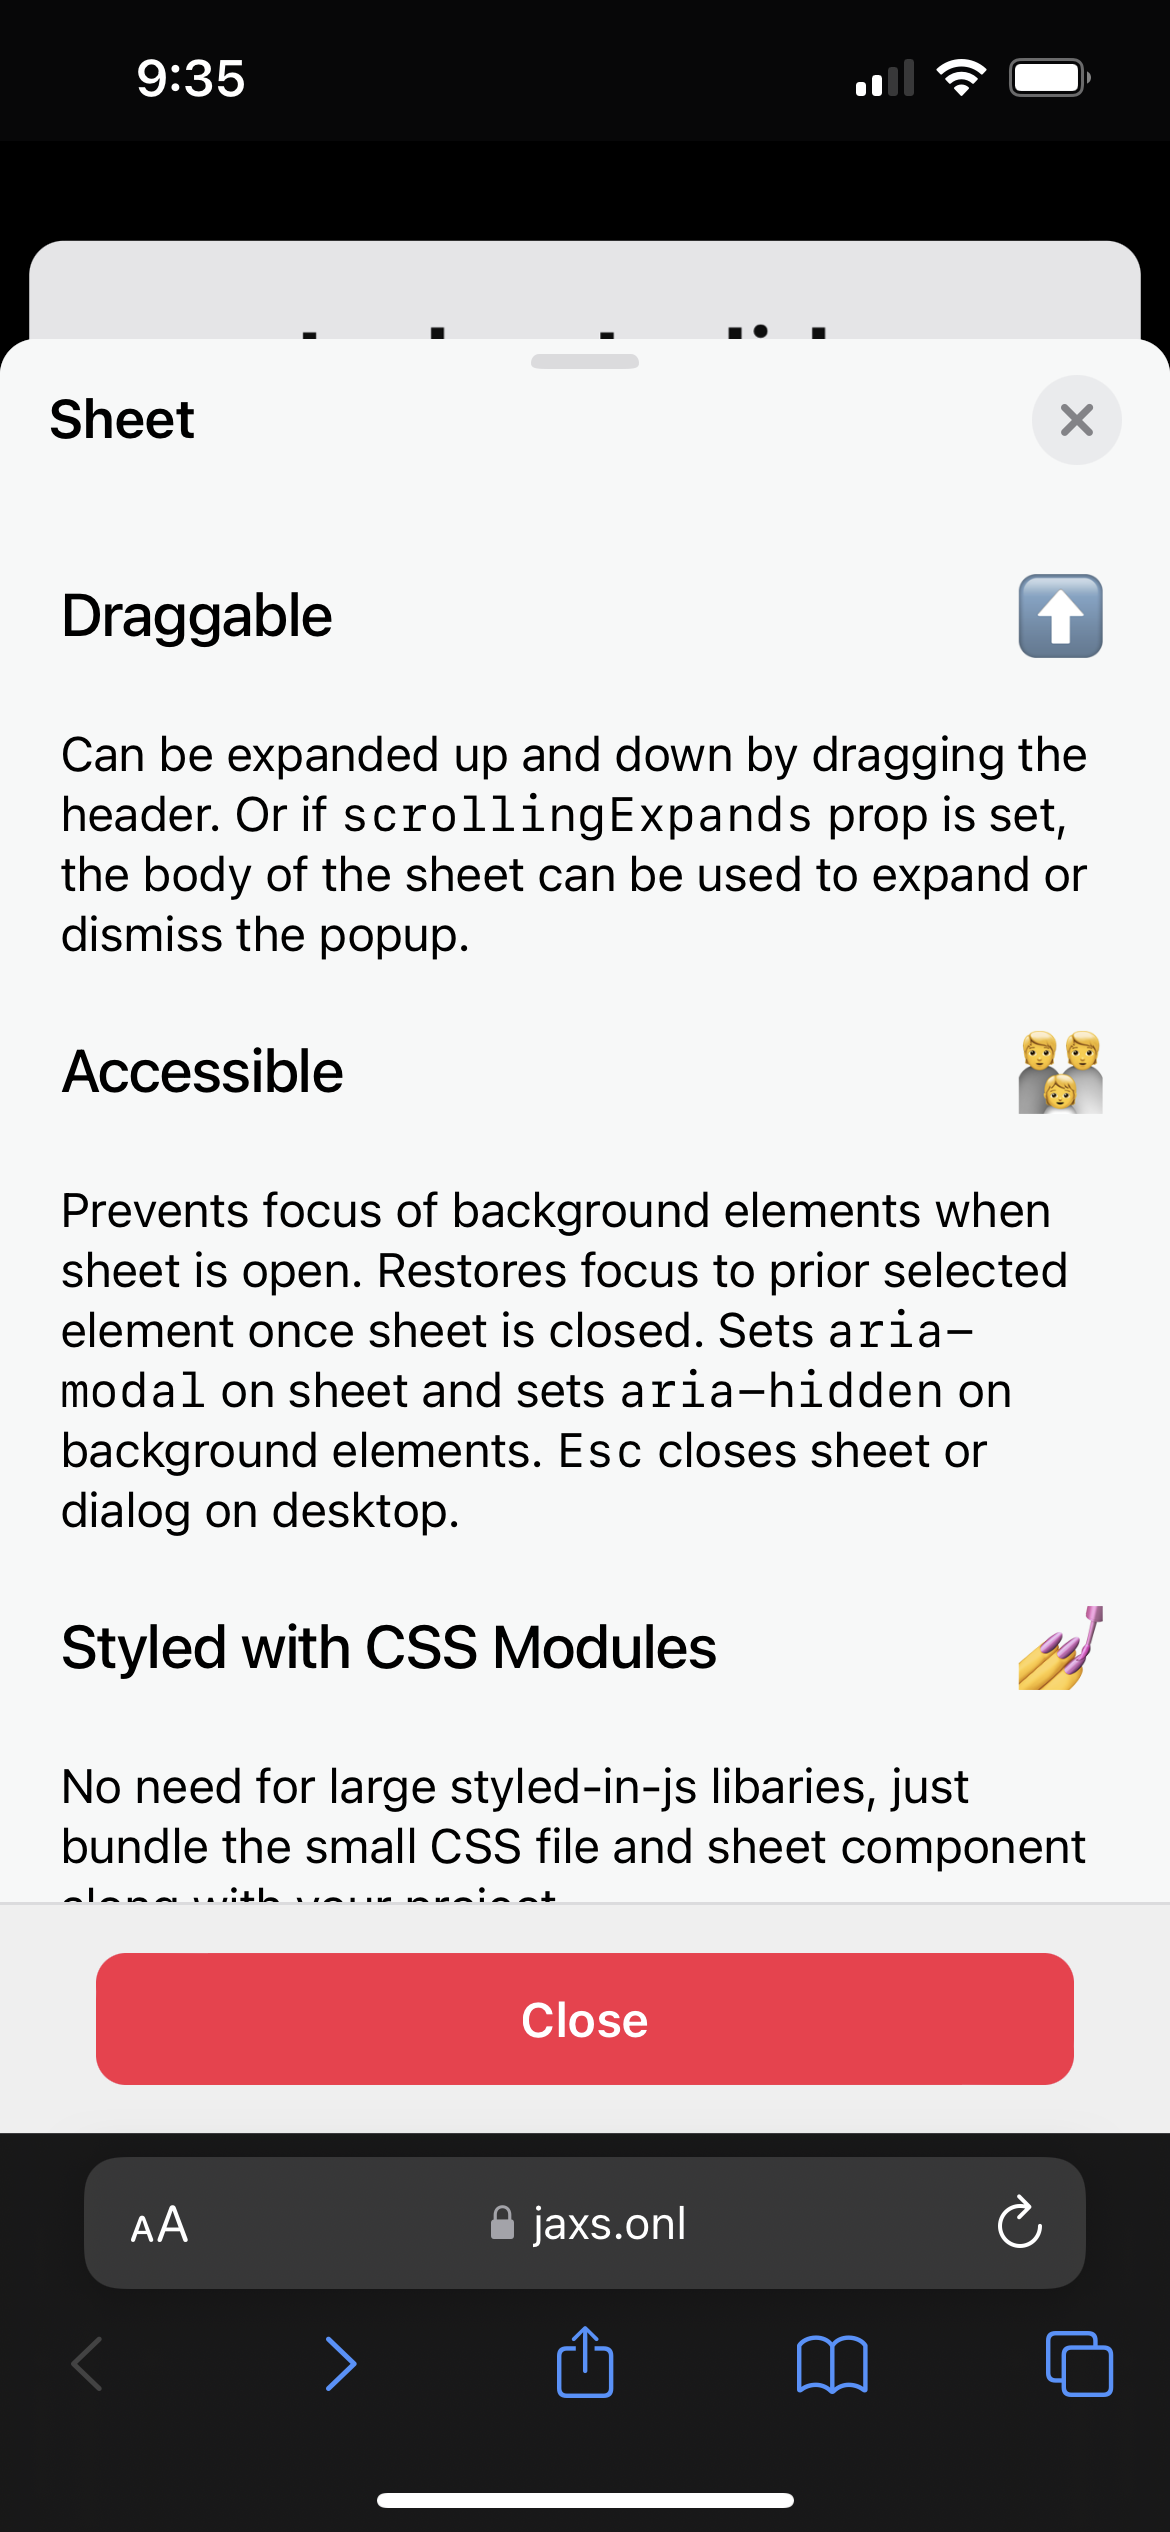 9:35
Sheet
Draggable
Can be expanded up and down by dragging the
header. Or if scrollingExpands prop is set,
the body of the sheet can be used to expand or
dismiss the popup.
Accessible
Prevents focus of background elements when
sheet is open. Restores focus to prior selected
element once sheet is closed. Sets aria-
modal on sheet and sets aria-hidden on
background elements. Esc closes sheet or
dialog on desktop.
Styled with CSS Modules
No need for large styled-in-js libaries, just
bundle the small CSS file and sheet component
along with your project
Close
AA
jaxs.onl